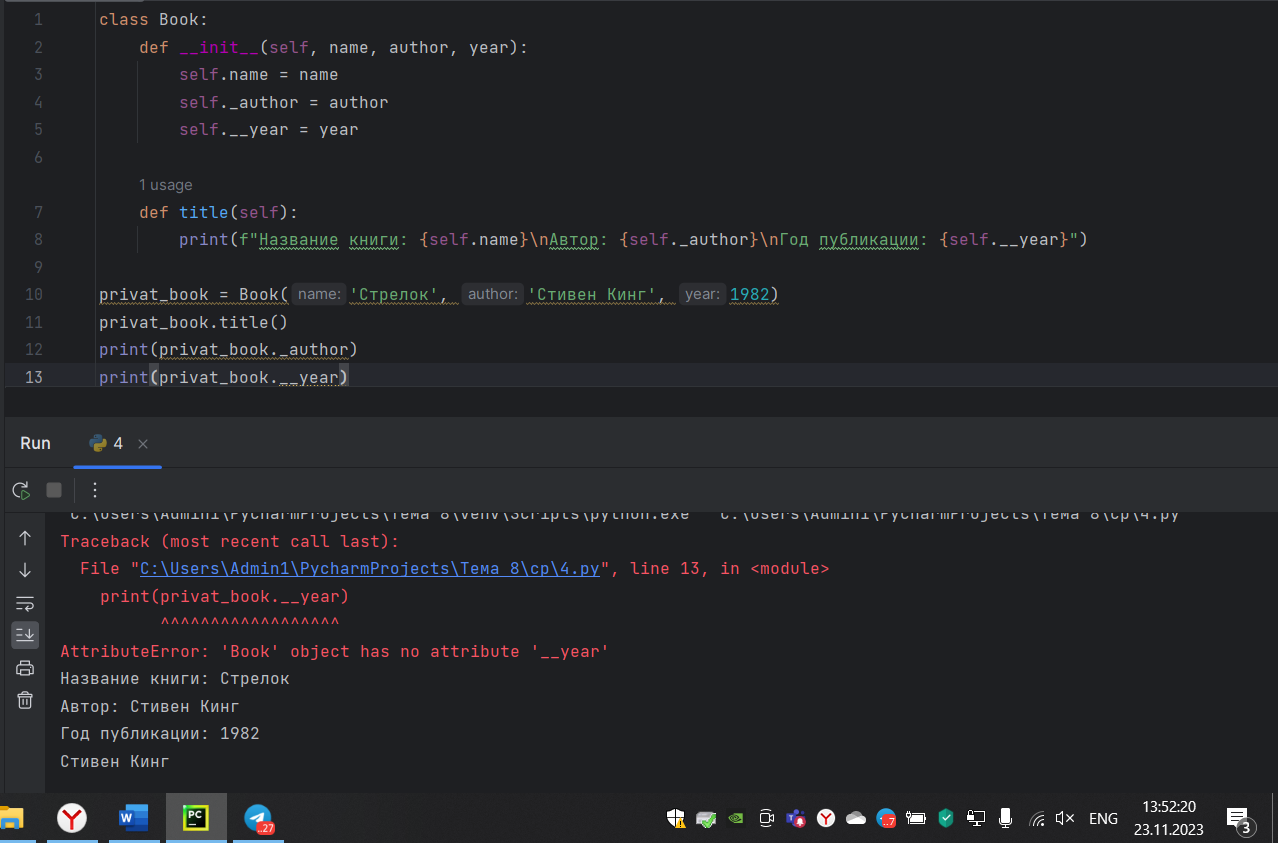 1 class Book:
2 def __init__(self, name, author, year):
3 self.name = name
4 self._author = author
5 self.__year = year
6
1 usage
7 def title(self):
8 print(f"Название книги: {self.name}\nАвтор: {self._author}\nГод публикации: {self.__year}")
9
10 privat_book = Book( name: 'Стрелок', author: 'Стивен Кинг', year: 1982)
11 privat_book.title()
12 print(privat_book._author)
13 print(privat_book.__year)
Run 4
C:\Users\Admin1\PycharmProjects\Тема 8\venv\Scripts\python.exe C:\Users\Admin1\PycharmProjects\Тема 8\ср\4.py
Traceback (most recent call last):
File "C:\Users\Admin1\PycharmProjects\Тема 8\ср\4.py", line 13, in <module>
print(privat_book.__year)
^^^^^^^^^^^^^^^^^^
AttributeError: 'Book' object has no attribute '__year'
Название книги: Стрелок
Автор: Стивен Кинг
Год публикации: 1982
Стивен Кинг
W PC ..27 ..7 ENG 13:52:20 3
23.11.2023